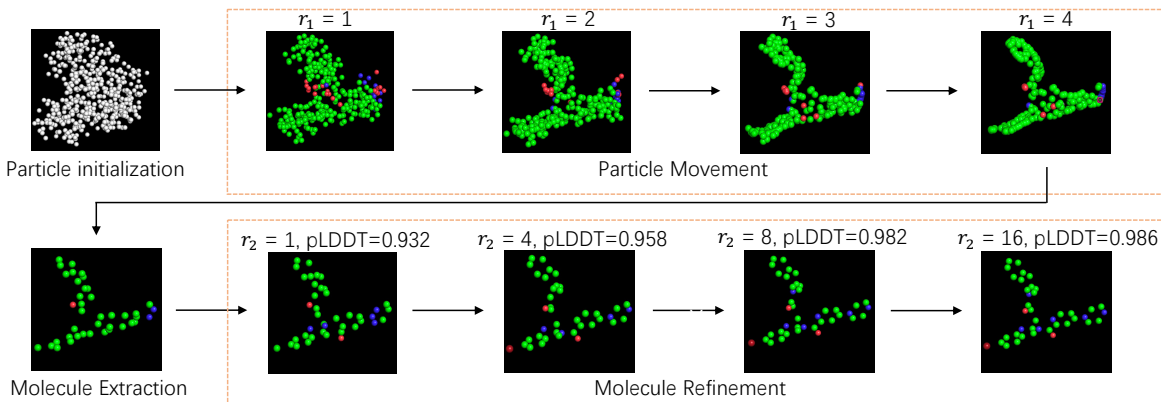 r₁ = 1
r₁ = 2
r₁ = 3
r₁ = 4
Particle initialization
Particle Movement
r₂ = 1, pLDDT=0.932
r₂ = 4, pLDDT=0.958
r₂ = 8, pLDDT=0.982
r₂ = 16, pLDDT=0.986
Molecule Extraction
Molecule Refinement